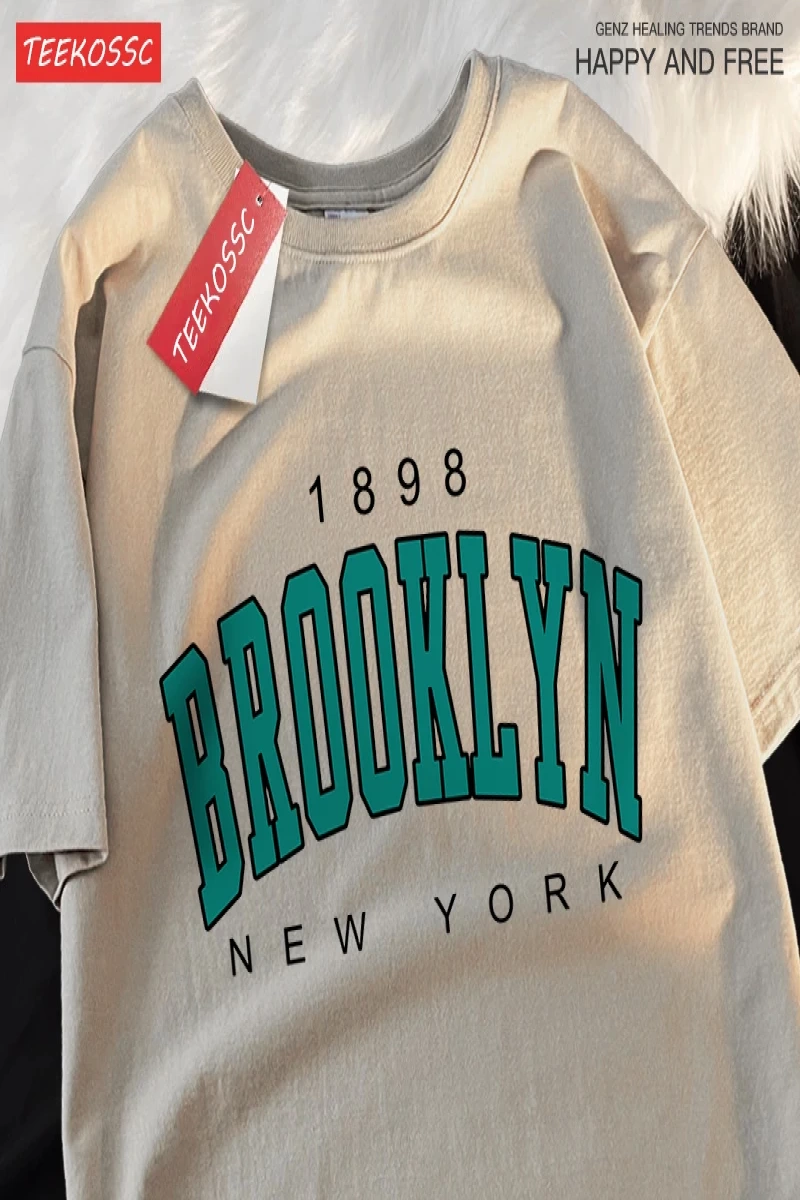 TEEKOSSC
GENZ HEALING TRENDS BRAND
HAPPY AND FREE
TEEKOSSC
1898
BROOKLYN
NEW YORK